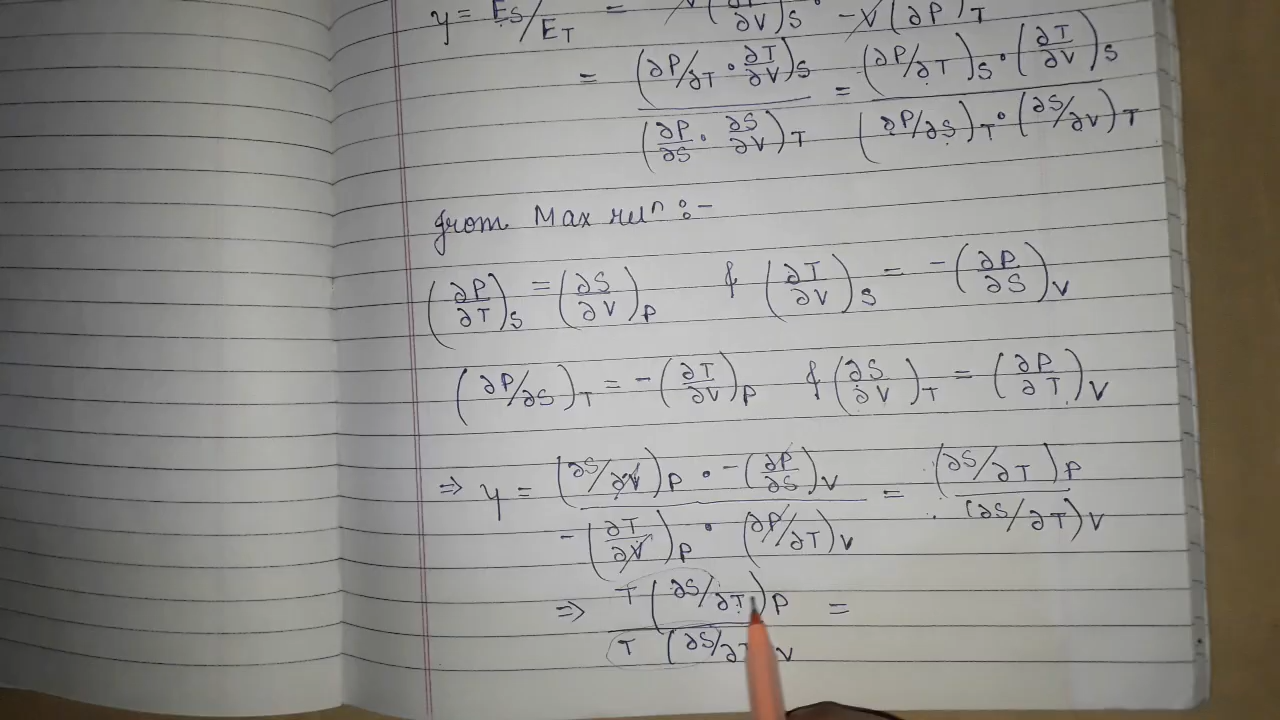 y = Es/ET = -V(∂P/∂V)S / -V(∂P)T
= (∂P/∂T · ∂T/∂V)S / (∂P/∂S · ∂S/∂V)T = (∂P/∂T)S · (∂T/∂V)S / (∂P/∂S)T · (∂S/∂V)T
from Max relⁿ :-
(∂P/∂T)S = (∂S/∂V)P & (∂T/∂V)S = -(∂P/∂S)V
(∂P/∂S)T = -(∂T/∂V)P & (∂S/∂V)T = (∂P/∂T)V
⇒ y = (∂S/∂V)P · -(∂P/∂S)V / -(∂T/∂V)P · (∂P/∂T)V = (∂S/∂T)P / (∂S/∂T)V
⇒ T(∂S/∂T)P / T(∂S/∂T)V =